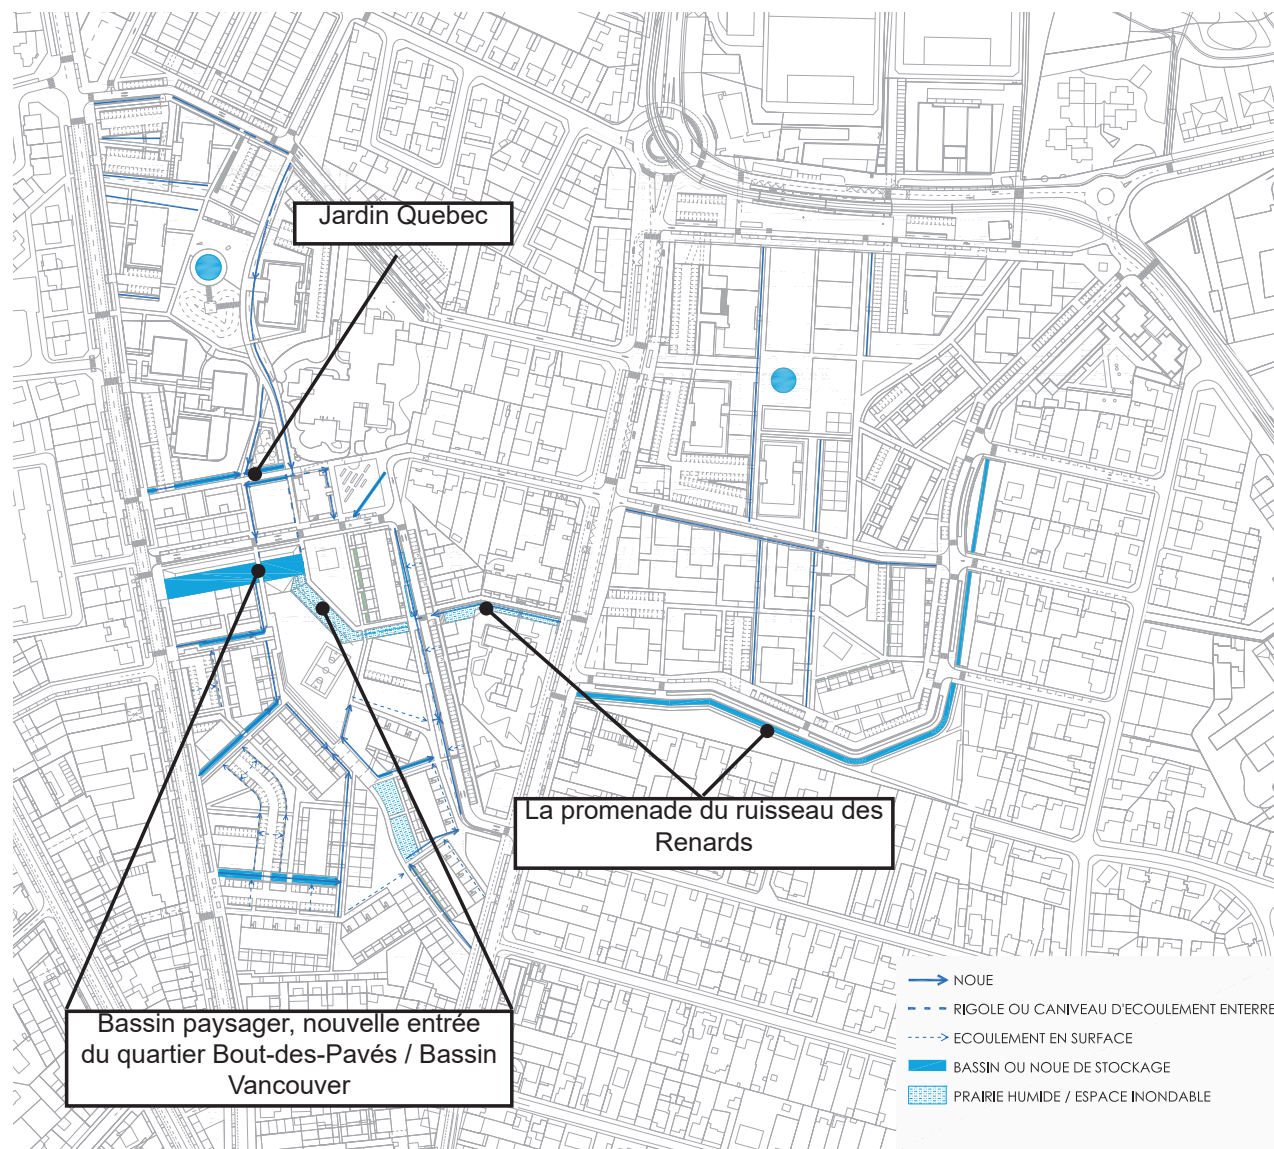 Jardin Quebec
La promenade du ruisseau des
Renards
Bassin paysager, nouvelle entrée
du quartier Bout-des-Pavés / Bassin
Vancouver
NOUE
RIGOLE OU CANIVEAU D'ECOULEMENT ENTERRE
ECOULEMENT EN SURFACE
BASSIN OU NOUE DE STOCKAGE
PRAIRIE HUMIDE / ESPACE INONDABLE